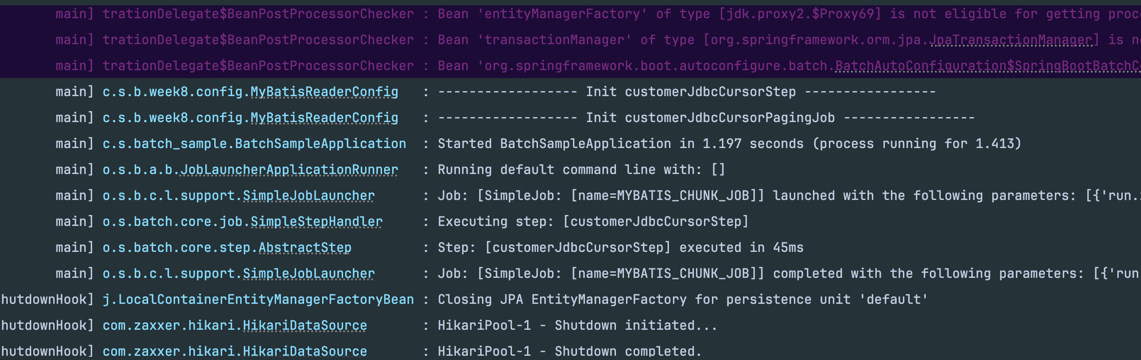 main] trationDelegate$BeanPostProcessorChecker : Bean 'entityManagerFactory' of type [jdk.proxy2.$Proxy69] is not eligible for getting proc
main] trationDelegate$BeanPostProcessorChecker : Bean 'transactionManager' of type [org.springframework.orm.jpa.JpaTransactionManager] is n
main] trationDelegate$BeanPostProcessorChecker : Bean 'org.springframework.boot.autoconfigure.batch.BatchAutoConfiguration$SpringBootBatchC
main] c.s.b.week8.config.MyBatisReaderConfig : ------------------ Init customerJdbcCursorStep -----------------
main] c.s.b.week8.config.MyBatisReaderConfig : ------------------ Init customerJdbcCursorPagingJob -----------------
main] c.s.batch_sample.BatchSampleApplication : Started BatchSampleApplication in 1.197 seconds (process running for 1.413)
main] o.s.b.a.b.JobLauncherApplicationRunner : Running default command line with: []
main] o.s.b.c.l.support.SimpleJobLauncher : Job: [SimpleJob: [name=MYBATIS_CHUNK_JOB]] launched with the following parameters: [{'run.
main] o.s.batch.core.job.SimpleStepHandler : Executing step: [customerJdbcCursorStep]
main] o.s.batch.core.step.AbstractStep : Step: [customerJdbcCursorStep] executed in 45ms
main] o.s.b.c.l.support.SimpleJobLauncher : Job: [SimpleJob: [name=MYBATIS_CHUNK_JOB]] completed with the following parameters: [{'run
hutdownHook] j.LocalContainerEntityManagerFactoryBean : Closing JPA EntityManagerFactory for persistence unit 'default'
hutdownHook] com.zaxxer.hikari.HikariDataSource : HikariPool-1 - Shutdown initiated...
hutdownHook] com.zaxxer.hikari.HikariDataSource : HikariPool-1 - Shutdown completed.